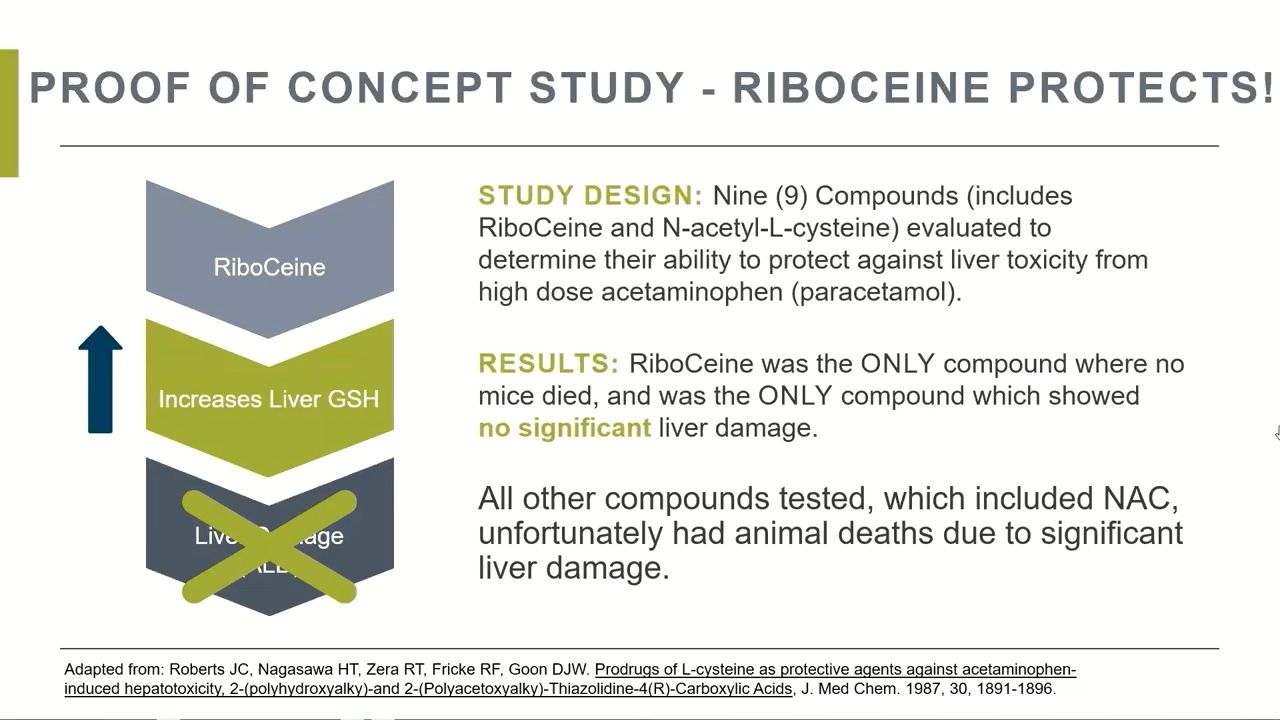 PROOF OF CONCEPT STUDY - RIBOCEINE PROTECTS!
RiboCeine
Increases Liver GSH
STUDY DESIGN: Nine (9) Compounds (includes
RiboCeine and N-acetyl-L-cysteine) evaluated to
determine their ability to protect against liver toxicity from
high dose acetaminophen (paracetamol).
RESULTS: RiboCeine was the ONLY compound where no
mice died, and was the ONLY compound which showed
no significant liver damage.
All other compounds tested, which included NAC,
unfortunately had animal deaths due to significant
liver damage.
Adapted from: Roberts JC, Nagasawa HT, Zera RT, Fricke RF, Goon DJW. Prodrugs of L-cysteine as protective agents against acetaminophen-
induced hepatotoxicity, 2-(polyhydroxyalky)-and 2-(Polyacetoxyalky)-Thiazolidine-4(R)-Carboxylic Acids, J. Med Chem. 1987, 30, 1891-1896.